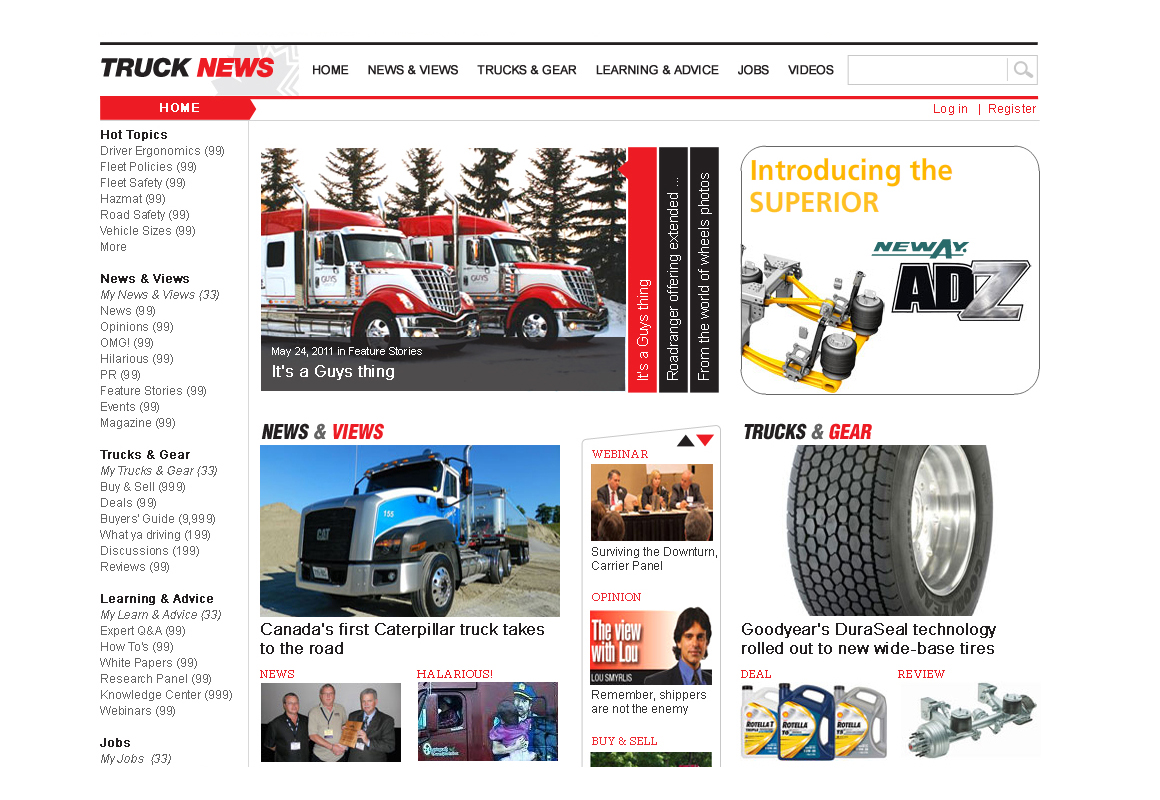 TRUCK NEWS
HOME
NEWS & VIEWS
TRUCKS & GEAR
LEARNING & ADVICE
JOBS
VIDEOS
HOME
Log in | Register
Hot Topics
Driver Ergonomics (99)
Fleet Policies (99)
Fleet Safety (99)
Hazmat (99)
Road Safety (99)
Vehicle Sizes (99)
More
News & Views
My News & Views (33)
News (99)
Opinions (99)
OMG! (99)
Hilarious (99)
PR (99)
Feature Stories (99)
Events (99)
Magazine (99)
Trucks & Gear
My Trucks & Gear (33)
Buy & Sell (999)
Deals (99)
Buyers' Guide (9,999)
What ya driving (199)
Discussions (199)
Reviews (99)
Learning & Advice
My Learn & Advice (33)
Expert Q&A (99)
How To's (99)
White Papers (99)
Research Panel (99)
Knowledge Center (999)
Webinars (99)
Jobs
My Jobs (33)
GUYS
GUYS
May 24, 2011 in Feature Stories
It's a Guys thing
It's a Guys thing
Roadranger offering extended ...
From the world of wheels photos
Introducing the
SUPERIOR
NEWAY
ADZ
NEWS & VIEWS
155
CAT
Canada's first Caterpillar truck takes
to the road
NEWS
HALARIOUS!
WEBINAR
Surviving the Downturn,
Carrier Panel
OPINION
The view
with Lou
LOU SMYRLIS
Remember, shippers
are not the enemy
BUY & SELL
TRUCKS & GEAR
Goodyear's DuraSeal technology
rolled out to new wide-base tires
DEAL
REVIEW
ROTELLA T
ROTELLA
ROTELLA